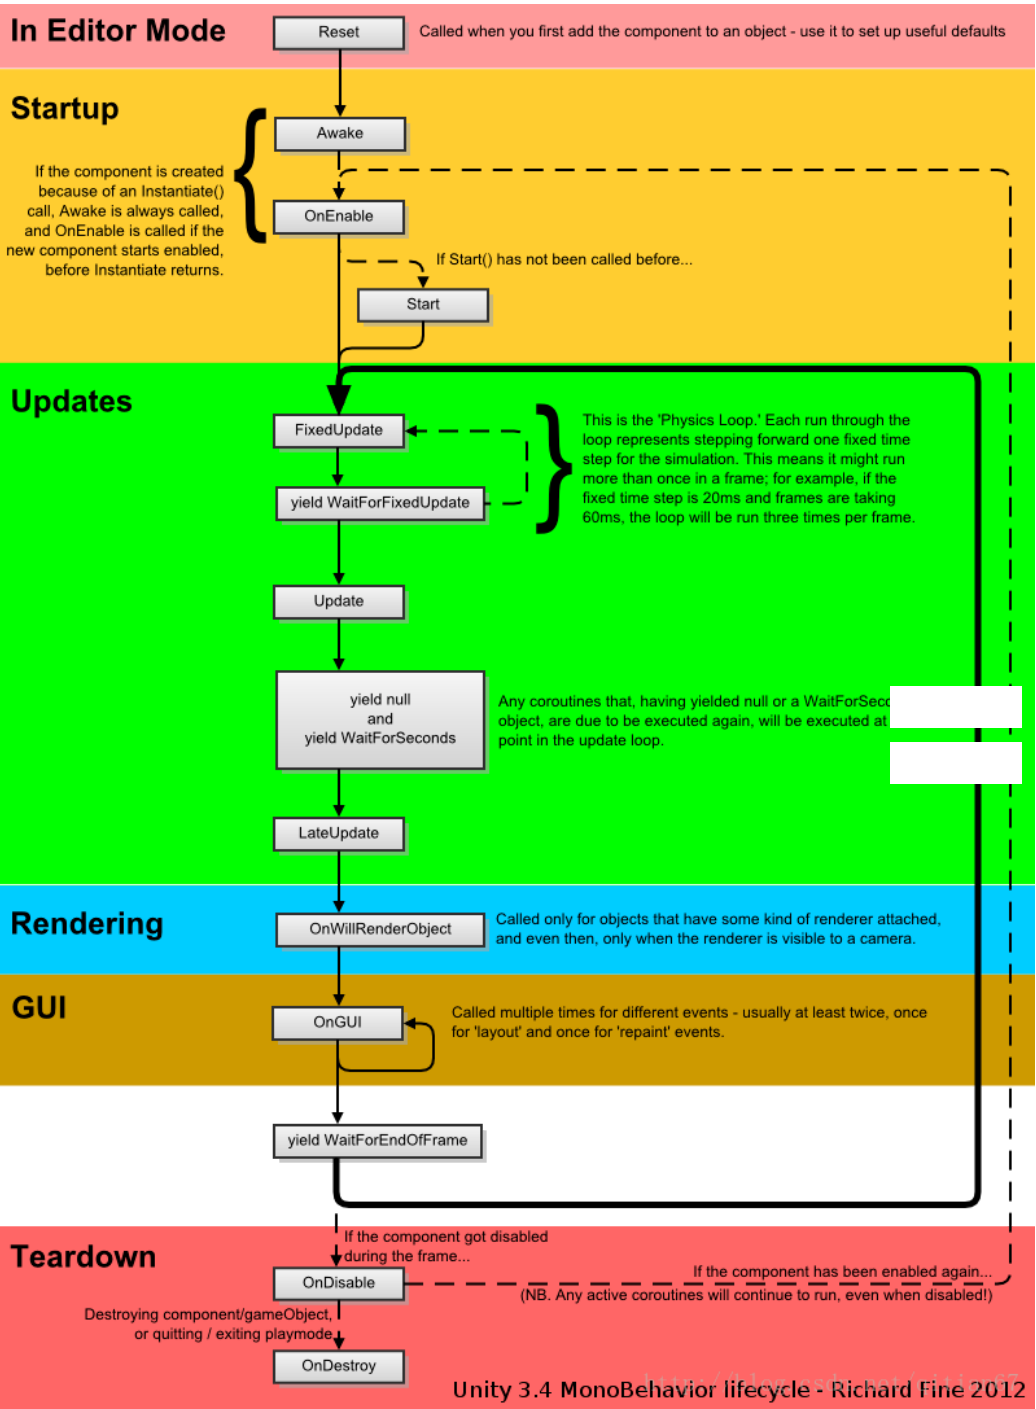 In Editor Mode
Reset
Called when you first add the component to an object - use it to set up useful defaults
Startup
Awake
If the component is created
because of an Instantiate()
call, Awake is always called,
and OnEnable is called if the
new component starts enabled,
before Instantiate returns.
OnEnable
If Start() has not been called before...
Start
Updates
FixedUpdate
This is the 'Physics Loop.' Each run through the
loop represents stepping forward one fixed time
step for the simulation. This means it might run
more than once in a frame; for example, if the
fixed time step is 20ms and frames are taking
60ms, the loop will be run three times per frame.
yield WaitForFixedUpdate
Update
yield null
and
yield WaitForSeconds
Any coroutines that, having yielded null or a
object, are due to be executed again, will be executed at
point in the update loop.
LateUpdate
Rendering
OnWillRenderObject
Called only for objects that have some kind of renderer attached,
and even then, only when the renderer is visible to a camera.
GUI
OnGUI
Called multiple times for different events - usually at least twice, once
for 'layout' and once for 'repaint' events.
yield WaitForEndOfFrame
Teardown
If the component got disabled
during the frame...
OnDisable
If the component has been enabled again...
(NB. Any active coroutines will continue to run, even when disabled!)
Destroying component/gameObject,
or quitting / exiting playmode
OnDestroy
Unity 3.4 MonoBehavior lifecycle - Richard Fine 2012